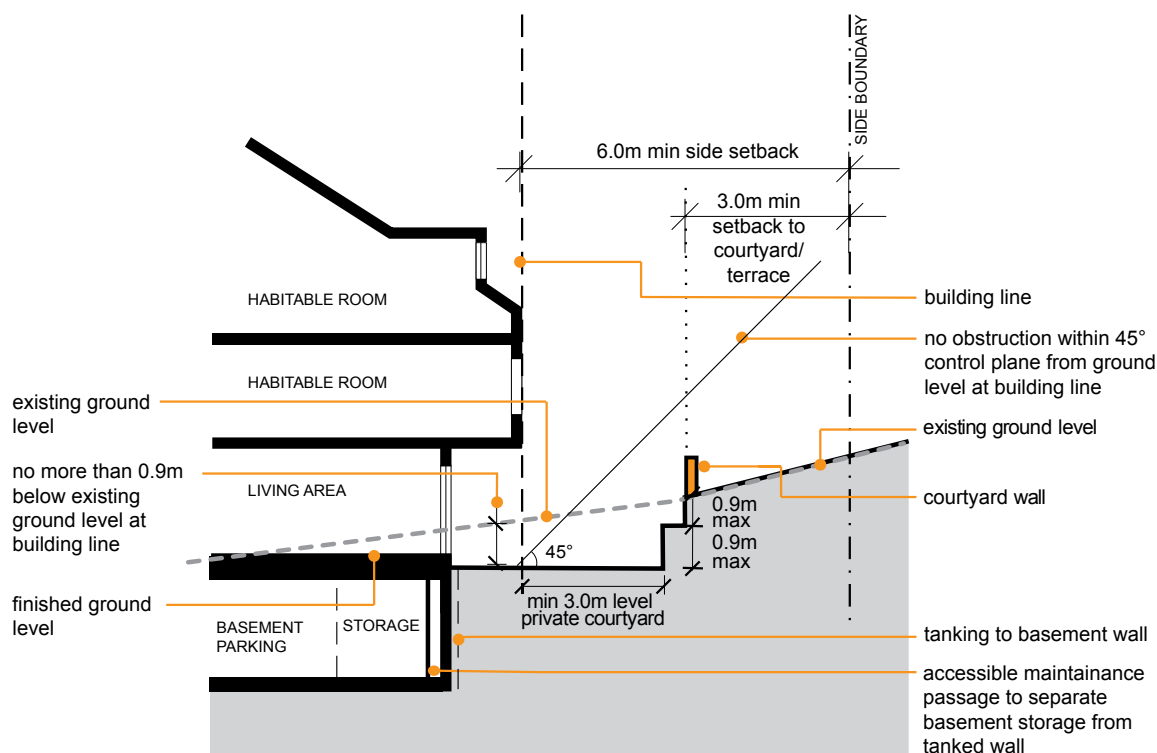 SIDE BOUNDARY
6.0m min side setback
3.0m min
setback to
courtyard/
terrace
HABITABLE ROOM
building line
no obstruction within 45°
control plane from ground
level at building line
HABITABLE ROOM
existing ground
level
existing ground level
no more than 0.9m
below existing
ground level at
building line
LIVING AREA
courtyard wall
0.9m
max
0.9m
max
45°
finished ground
level
min 3.0m level
private courtyard
BASEMENT
PARKING
STORAGE
tanking to basement wall
accessible maintainance
passage to separate
basement storage from
tanked wall